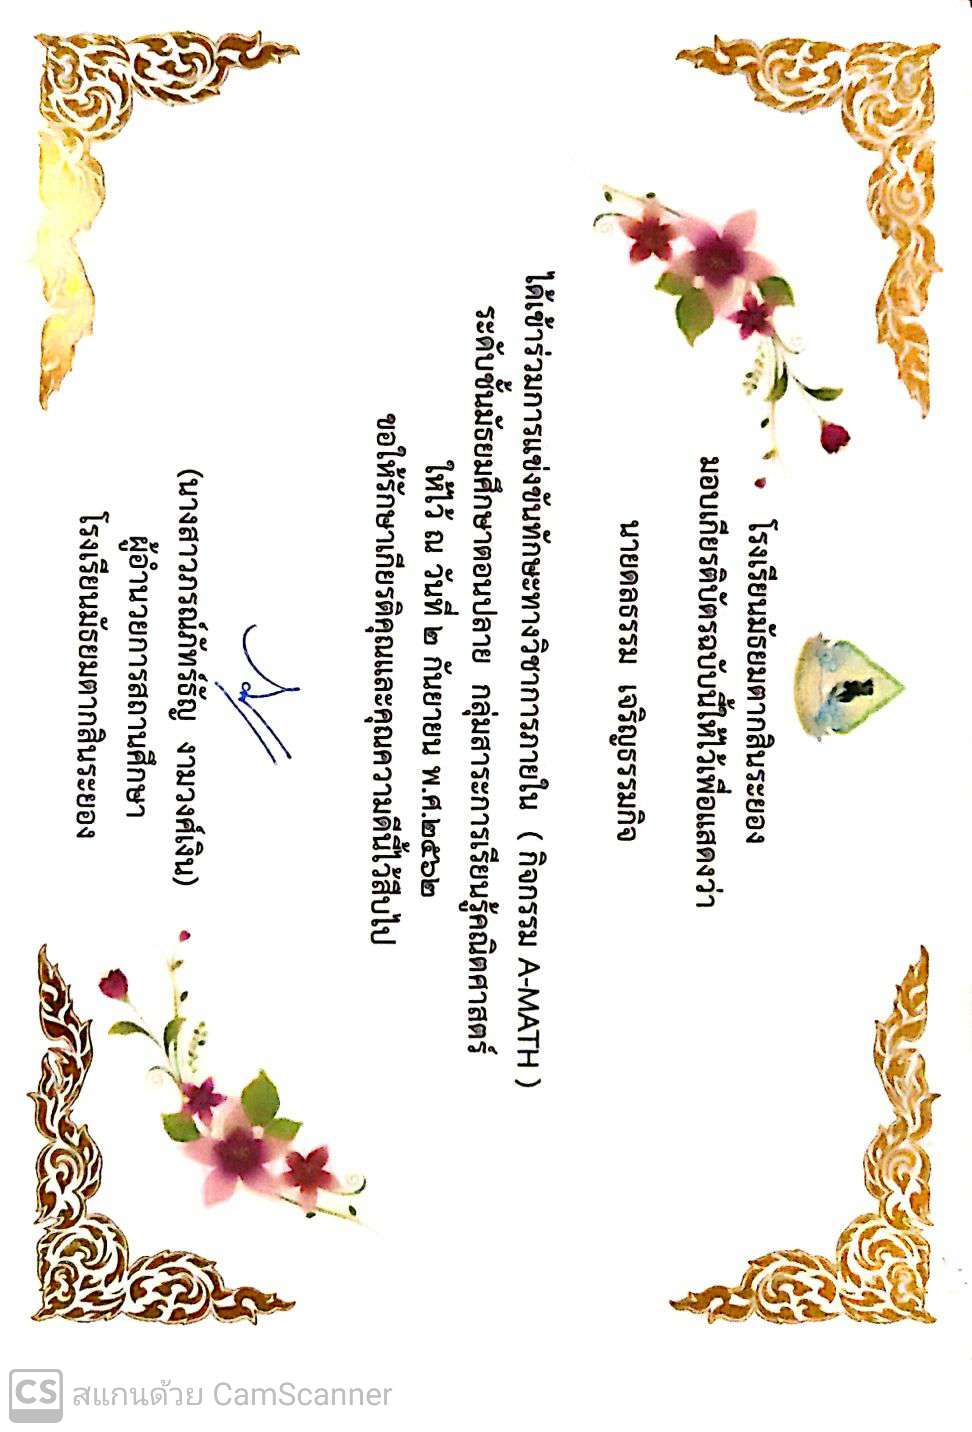 โรงเรียนมัธยมตากสินระยอง
มอบเกียรติบัตรฉบับนี้ให้ไว้เพื่อแสดงว่า
นายดลธรรม เจริญธรรมกิจ
ได้เข้าร่วมการแข่งขันทักษะทางวิชาการภายใน ( กิจกรรม A-MATH )
ระดับชั้นมัธยมศึกษาตอนปลาย กลุ่มสาระการเรียนรู้คณิตศาสตร์
ให้ไว้ ณ วันที่ ๒ กันยายน พ.ศ.๒๕๖๒
ขอให้รักษาเกียรติคุณและคุณความดีนี้ไว้สืบไป
(นางสาวภรณ์ภัทร์ธัญ งามวงศ์เงิน)
ผู้อำนวยการสถานศึกษา
โรงเรียนมัธยมตากสินระยอง
CS สแกนด้วย CamScanner